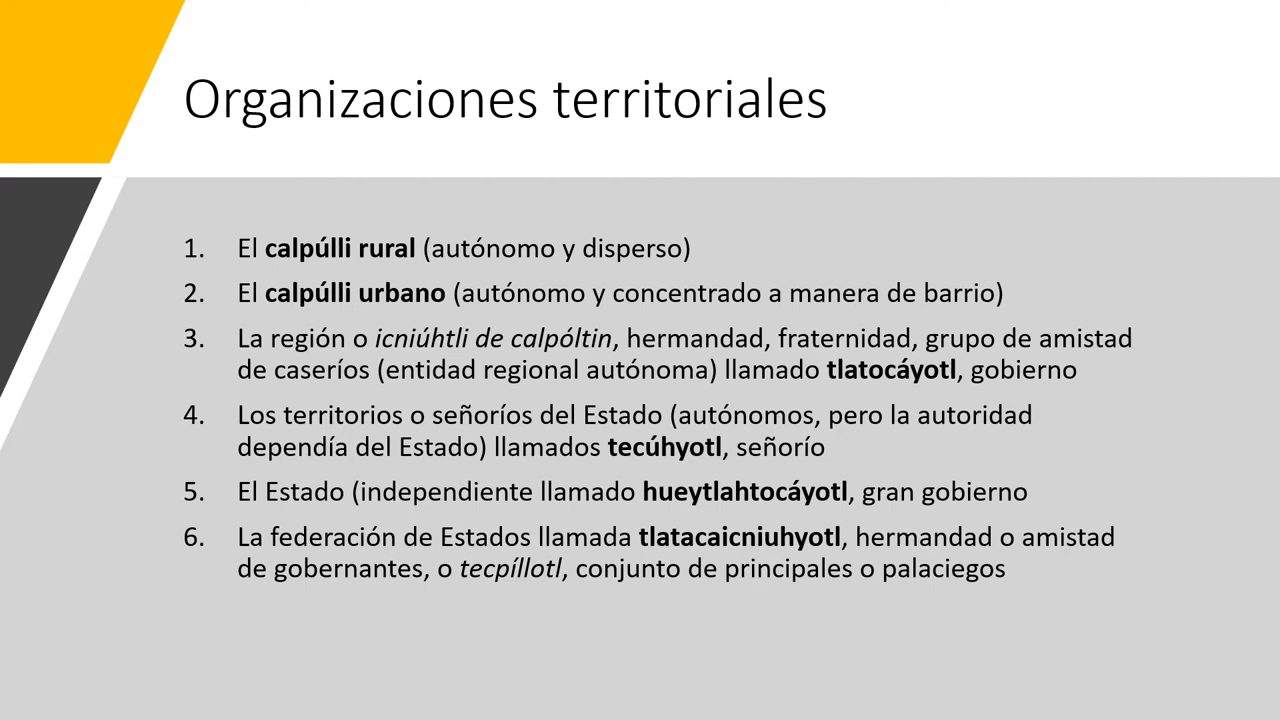 Organizaciones territoriales
1. El calpúlli rural (autónomo y disperso)
2. El calpúlli urbano (autónomo y concentrado a manera de barrio)
3. La región o icniúhtli de calpóltin, hermandad, fraternidad, grupo de amistad
de caseríos (entidad regional autónoma) llamado tlatocáyotl, gobierno
4. Los territorios o señoríos del Estado (autónomos, pero la autoridad
dependía del Estado) llamados tecúhyotl, señorío
5. El Estado (independiente llamado hueytlahtocáyotl, gran gobierno
6. La federación de Estados llamada tlatacaicniuhyotl, hermandad o amistad
de gobernantes, o tecpíllotl, conjunto de principales o palaciegos